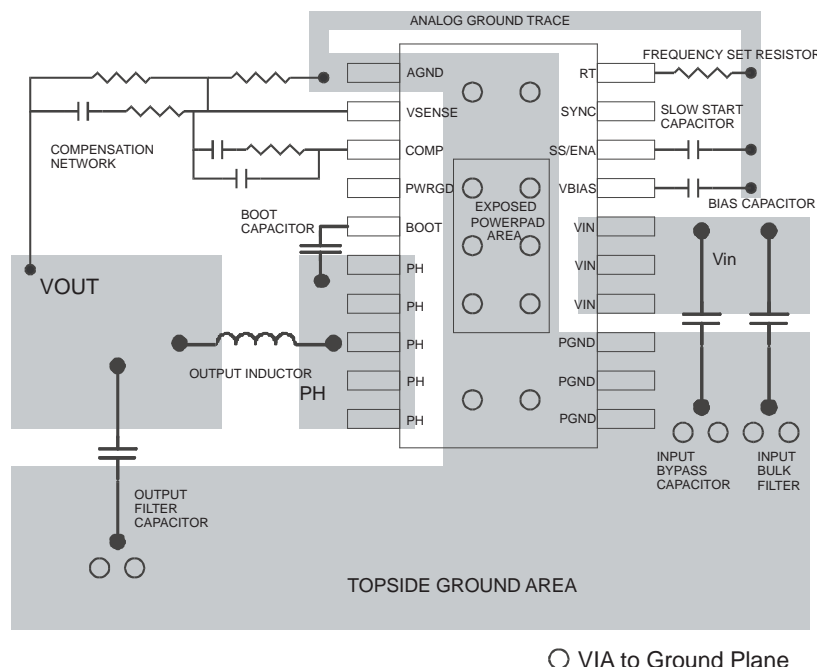 ANALOG GROUND TRACE
FREQUENCY SET RESISTOR
AGND
RT
VSENSE
SYNC
SLOW START
CAPACITOR
COMPENSATION
NETWORK
COMP
SS/ENA
PWRGD
VBIAS
BIAS CAPACITOR
BOOT
CAPACITOR
EXPOSED
POWERPAD
AREA
BOOT
VIN
PH
VIN
Vin
VOUT
PH
VIN
PH
PGND
OUTPUT INDUCTOR
PH
PH
PGND
PH
PGND
INPUT
BYPASS
CAPACITOR
INPUT
BULK
FILTER
OUTPUT
FILTER
CAPACITOR
TOPSIDE GROUND AREA
VIA to Ground Plane